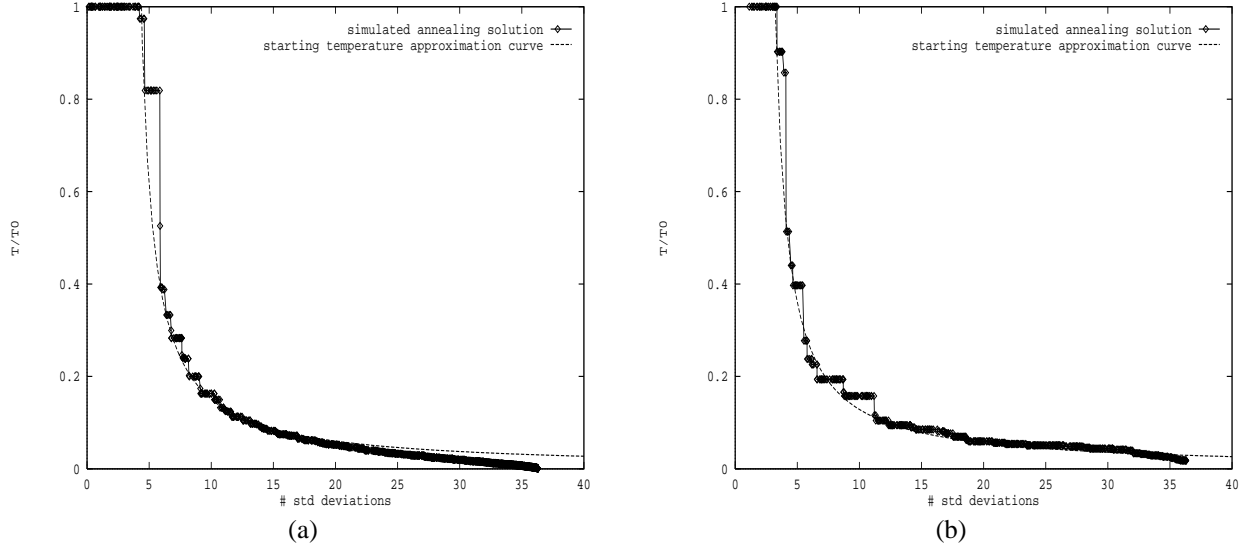 simulated annealing solution
starting temperature approximation curve
1
0.8
0.6
0.4
0.2
0
T/T0
0 5 10 15 20 25 30 35 40
# std deviations
(a)
simulated annealing solution
starting temperature approximation curve
1
0.8
0.6
0.4
0.2
0
T/T0
0 5 10 15 20 25 30 35 40
# std deviations
(b)